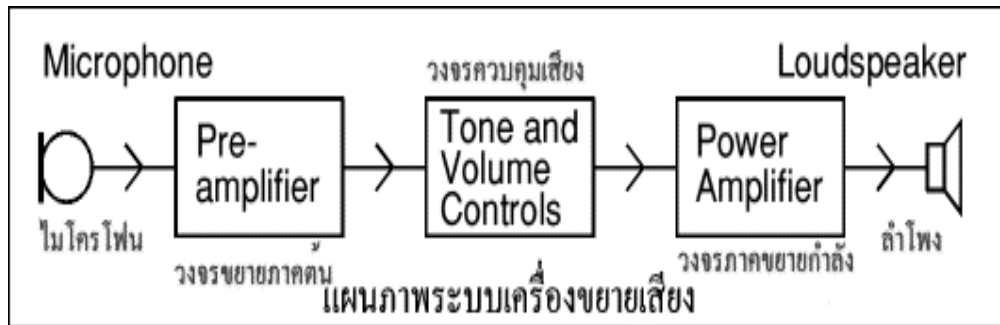 Microphone
วงจรควบคุมเสียง
Loudspeaker
Pre-
amplifier
Tone and
Volume
Controls
Power
Amplifier
ไมโครโฟน
วงจรขยายภาคต้น
วงจรภาคขยายกำลัง
ลำโพง
แผนภาพระบบเครื่องขยายเสียง